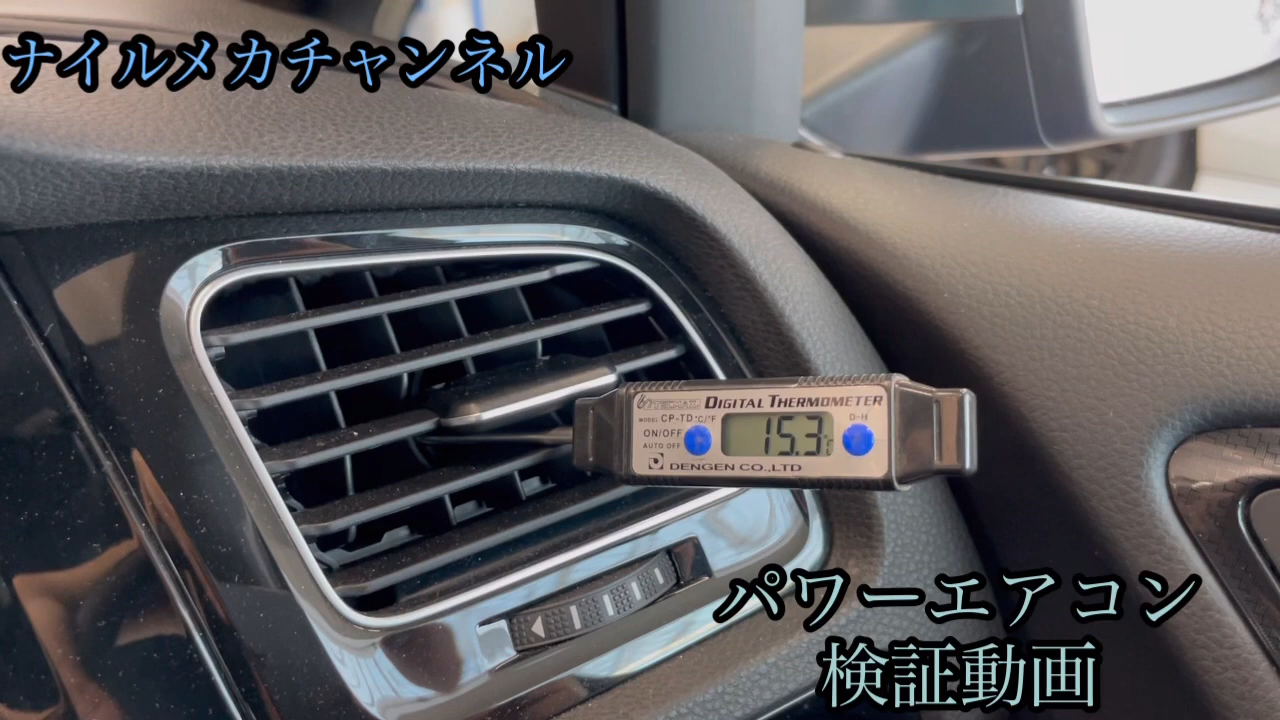 ナイルメカチャンネル
DIGITAL THERMOMETER
MODEL CP-TD °C/°F
D-H
ON/OFF
AUTO OFF
15.3
DENGEN CO.,LTD
パワーエアコン
検証動画